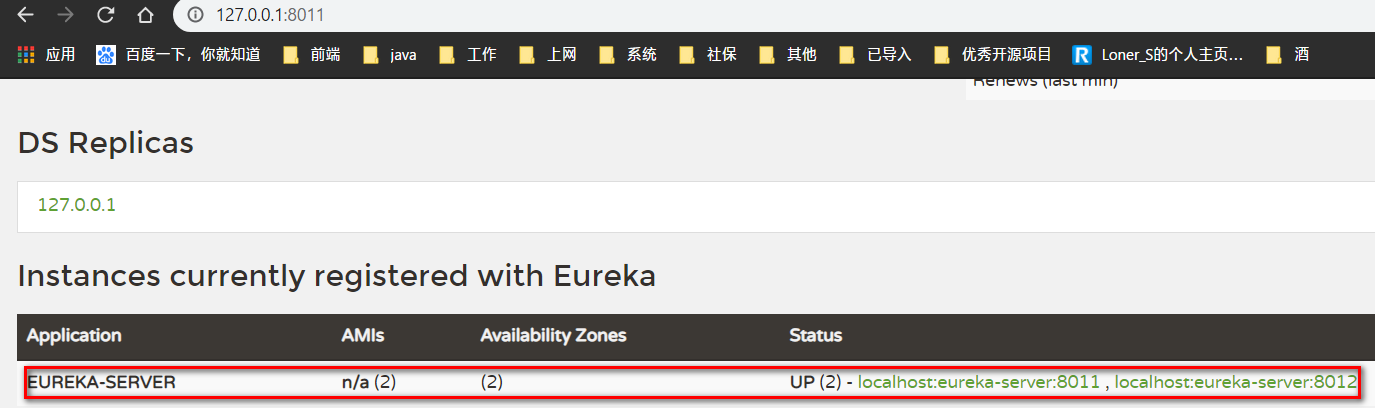 127.0.0.1:8011
应用 百度一下，你就知道 前端 java 工作 上网 系统 社保 其他 已导入 优秀开源项目 Loner_S的个人主页... 酒
Renews (last min)
DS Replicas
127.0.0.1
Instances currently registered with Eureka
Application AMIs Availability Zones Status
EUREKA-SERVER n/a (2) (2) UP (2) - localhost:eureka-server:8011 , localhost:eureka-server:8012